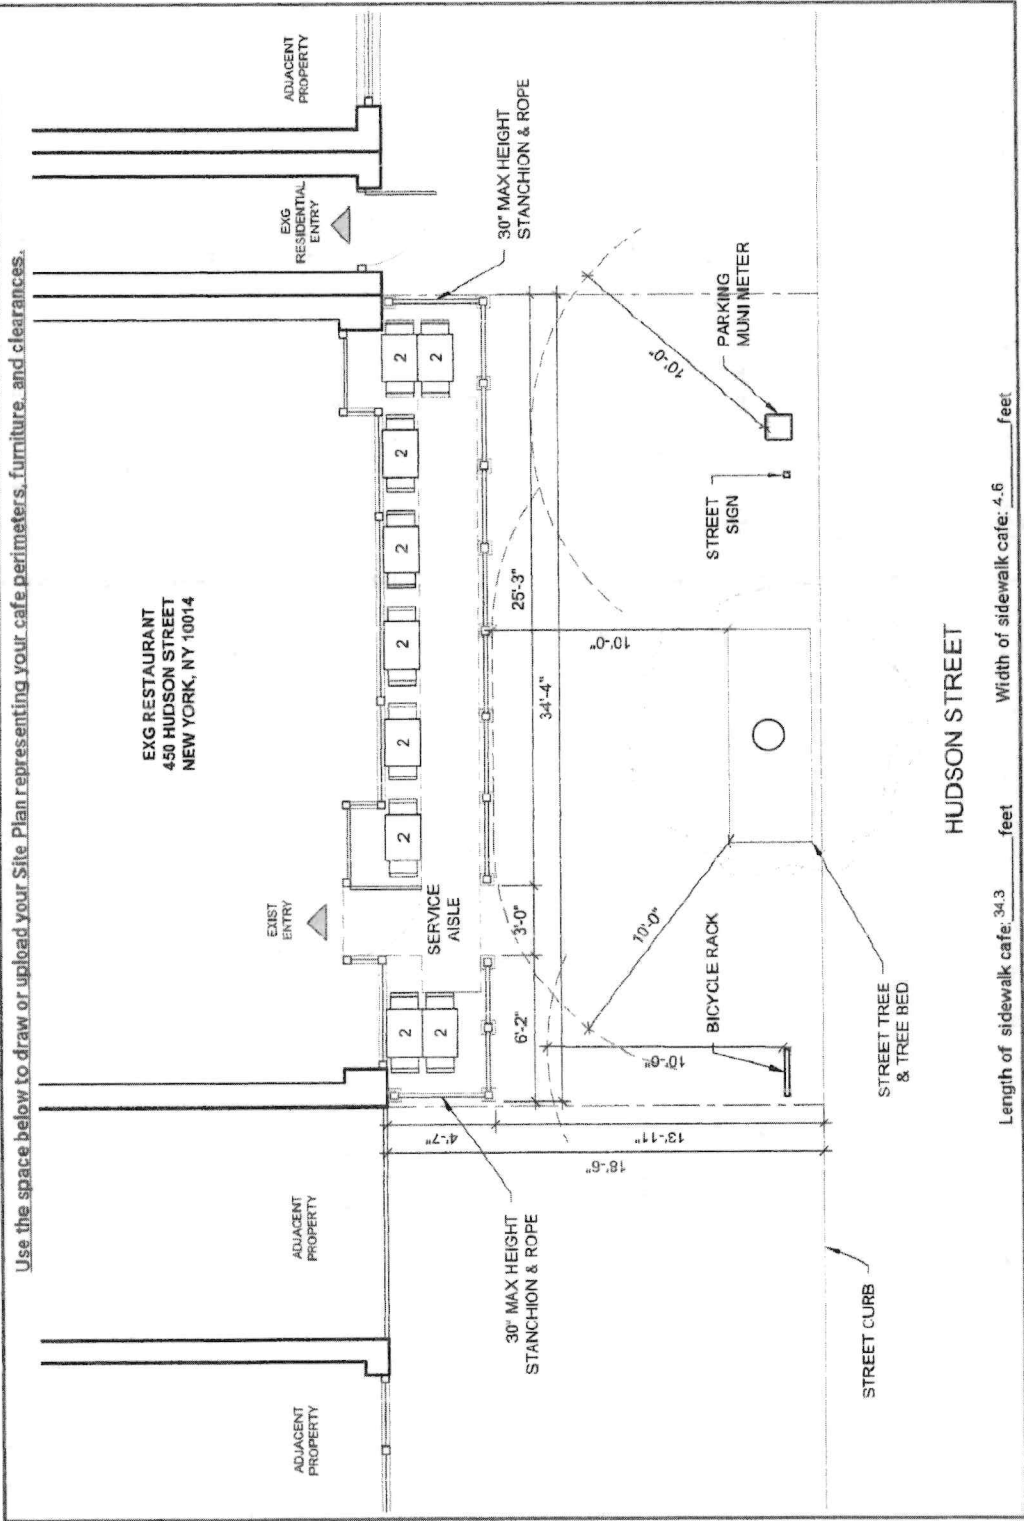 Use the space below to draw or upload your Site Plan representing your cafe perimeters, furniture, and clearances.
ADJACENT
PROPERTY
ADJACENT
PROPERTY
EXIST
ENTRY
EXG RESTAURANT
450 HUDSON STREET
NEW YORK, NY 10014
EXG
RESIDENTIAL
ENTRY
ADJACENT
PROPERTY
2
2
2
2
2
2
2
2
2
SERVICE
AISLE
30" MAX HEIGHT
STANCHION & ROPE
30" MAX HEIGHT
STANCHION & ROPE
4'-7"
13'-11"
18'-6"
6'-2"
3'-0"
25'-3"
34'-4"
10'-0"
10'-0"
10'-0"
10'-0"
BICYCLE RACK
STREET TREE
& TREE BED
STREET
SIGN
PARKING
MUNI METER
STREET CURB
HUDSON STREET
Length of sidewalk cafe: 34.3 feet
Width of sidewalk cafe: 4.6 feet